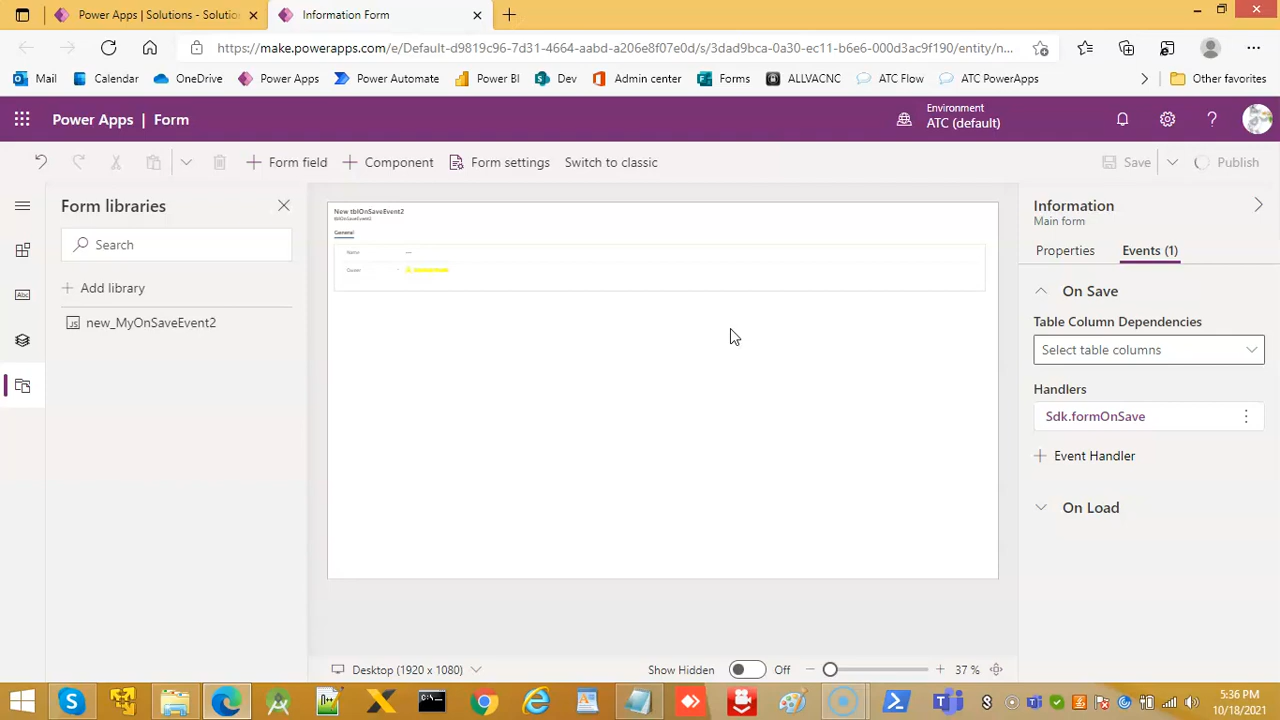 Power Apps | Solutions - Solutio
Information Form
https://make.powerapps.com/e/Default-d9819c96-7d31-4664-aabd-a206e8f07e0d/s/3dad9bca-0a30-ec11-b6e6-000d3ac9f190/entity/n...
Mail Calendar OneDrive Power Apps Power Automate Power BI Dev Admin center Forms ALLVACNC ATC Flow ATC PowerApps Other favorites
Power Apps | Form
Environment
ATC (default)
Form field Component Form settings Switch to classic Save Publish
Form libraries
Search
Add library
new_MyOnSaveEvent2
New tblOnSaveEvent2
tblOnSaveEvent2
General
Name ---
Owner
Information
Main form
Properties Events (1)
On Save
Table Column Dependencies
Select table columns
Handlers
Sdk.formOnSave
Event Handler
On Load
Desktop (1920 x 1080) Show Hidden Off 37 %
5:36 PM
10/18/2021